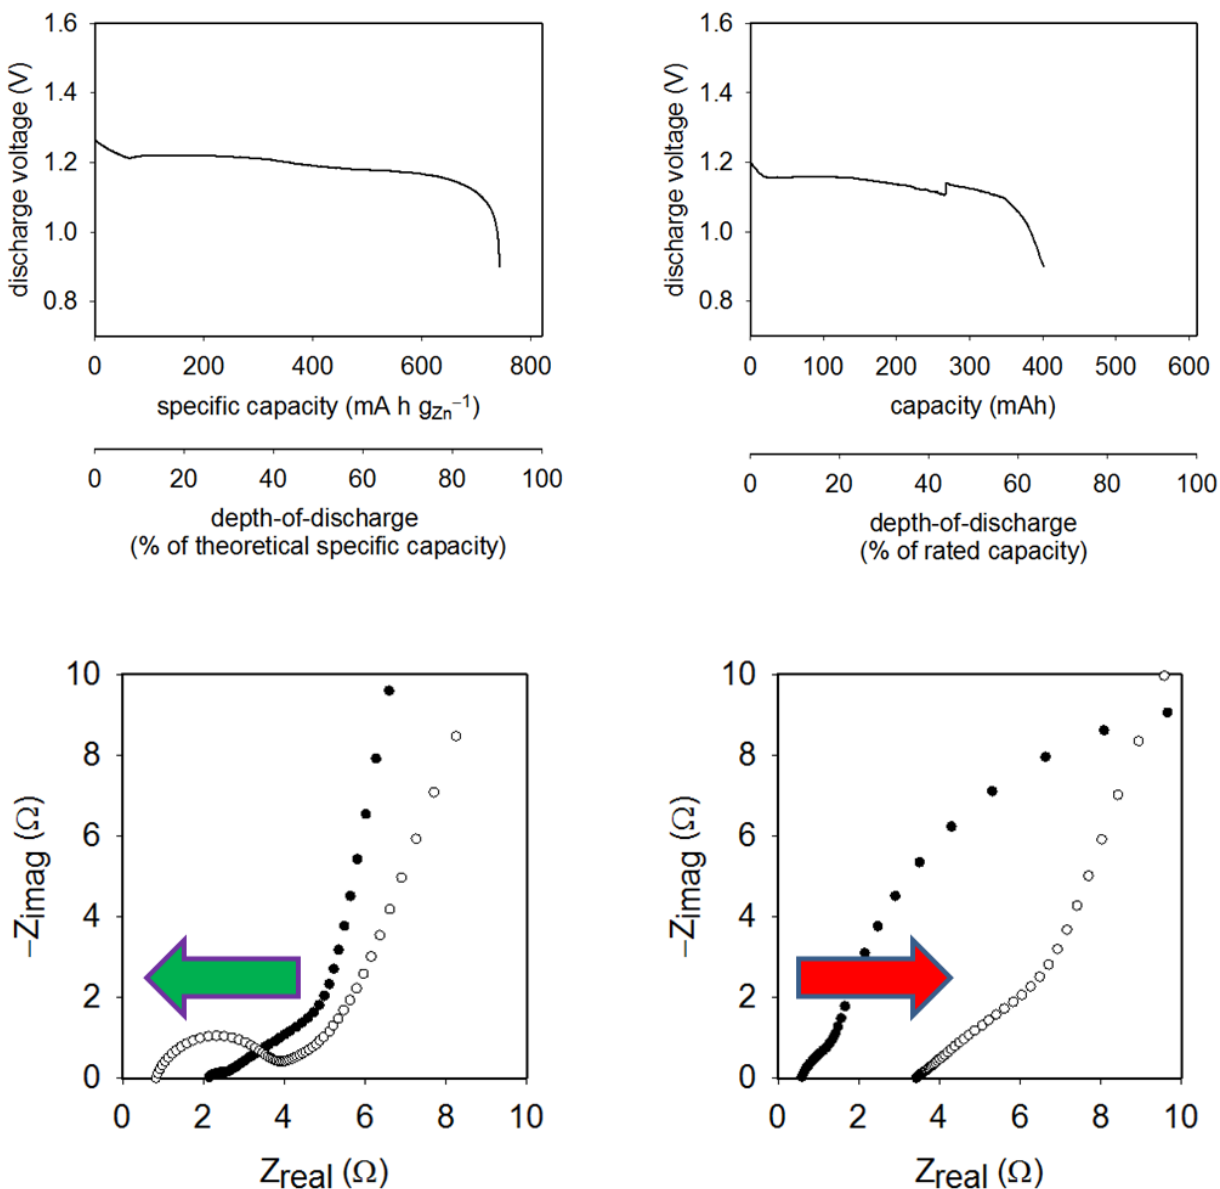 1.6
1.4
1.2
1.0
0.8
discharge voltage (V)
0 200 400 600 800
specific capacity (mA h gZn−1)
0 20 40 60 80 100
depth-of-discharge
(% of theoretical specific capacity)
1.6
1.4
1.2
1.0
0.8
discharge voltage (V)
0 100 200 300 400 500 600
capacity (mAh)
0 20 40 60 80 100
depth-of-discharge
(% of rated capacity)
10
8
6
4
2
0
−Zimag (Ω)
0 2 4 6 8 10
Zreal (Ω)
10
8
6
4
2
0
−Zimag (Ω)
0 2 4 6 8 10
Zreal (Ω)